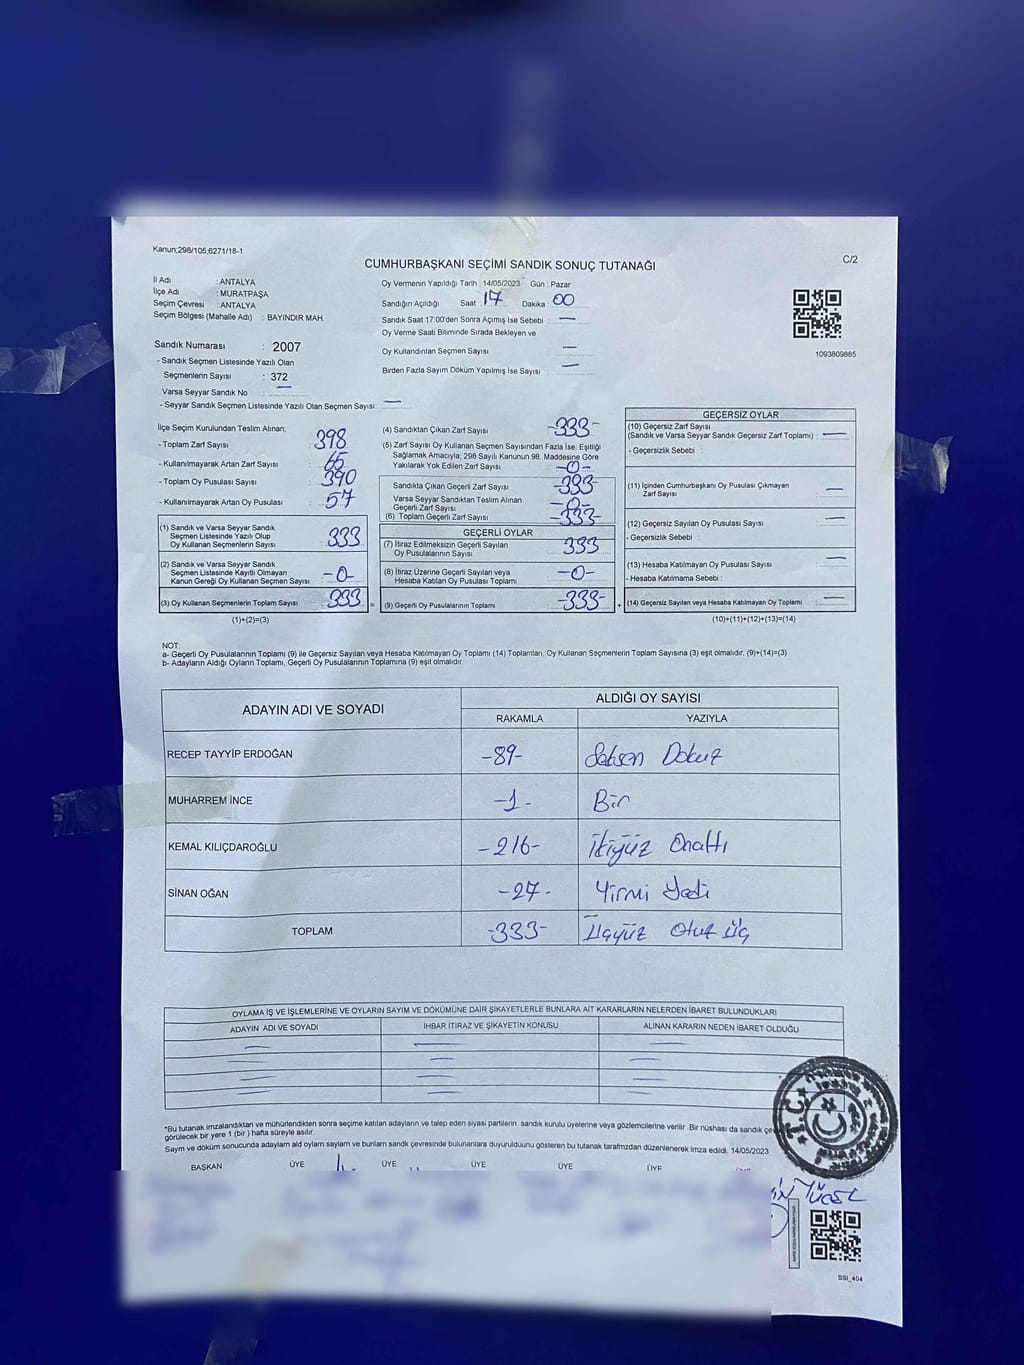 Kanun;298/105,6271/18-1
CUMHURBAŞKANI SEÇİMİ SANDIK SONUÇ TUTANAĞI
C/2
İl Adı : ANTALYA
İlçe Adı : MURATPAŞA
Seçim Çevresi : ANTALYA
Seçim Bölgesi (Mahalle Adı) : BAYINDIR MAH.
Sandık Numarası : 2007
- Sandık Seçmen Listesinde Yazılı Olan
Seçmenlerin Sayısı : 372
Varsa Seyyar Sandık No : —
- Seyyar Sandık Seçmen Listesinde Yazılı Olan Seçmen Sayısı: —
Oy Vermenin Yapıldığı Tarih : 14/05/2023 Gün : Pazar
Sandığın Açıldığı Saat : 17 Dakika : 00
Sandık Saat 17:00'den Sonra Açımış İse Sebebi : —
Oy Verme Saati Bitiminde Sırada Bekleyen ve
Oy Kullandırılan Seçmen Sayısı : —
Birden Fazla Sayım Döküm Yapılmış İse Sayısı : —
1093809885
İlçe Seçim Kurulundan Teslim Alınan;
- Toplam Zarf Sayısı : 398
- Kullanılmayarak Artan Zarf Sayısı : 65
- Toplam Oy Pusulası Sayısı : 390
- Kullanılmayarak Artan Oy Pusulası : 57
(1) Sandık ve Varsa Seyyar Sandık
Seçmen Listesinde Yazılı Olup
Oy Kullanan Seçmenlerin Sayısı : 333
(2) Sandık ve Varsa Seyyar Sandık
Seçmen Listesinde Kayıtlı Olmayan
Kanun Gereği Oy Kullanan Seçmen Sayısı : -0-
(3) Oy Kullanan Seçmenlerin Toplam Sayısı : 333 =
(1)+(2)=(3)
(4) Sandıktan Çıkan Zarf Sayısı : -333-
(5) Zarf Sayısı Oy Kullanan Seçmen Sayısından Fazla İse, Eşitliği
Sağlamak Amacıyla, 298 Sayılı Kanunun 98. Maddesine Göre
Yakılarak Yok Edilen Zarf Sayısı : -0-
Sandıkta Çıkan Geçerli Zarf Sayısı : -333-
Varsa Seyyar Sandıktan Teslim Alınan
Geçerli Zarf Sayısı : -0-
(6) Toplam Geçerli Zarf Sayısı : -333-
GEÇERLİ OYLAR
(7) İtiraz Edilmeksizin Geçerli Sayılan
Oy Pusulalarının Sayısı : 333
(8) İtiraz Üzerine Geçerli Sayılan veya
Hesaba Katılan Oy Pusulası Toplamı : -0-
(9) Geçerli Oy Pusulalarının Toplamı : -333- +
GEÇERSİZ OYLAR
(10) Geçersiz Zarf Sayısı
(Sandık ve Varsa Seyyar Sandık Geçersiz Zarf Toplamı) : —
- Geçersizlik Sebebi :
(11) İçinden Cumhurbaşkanı Oy Pusulası Çıkmayan
Zarf Sayısı : —
(12) Geçersiz Sayılan Oy Pusulası Sayısı : —
- Geçersizlik Sebebi :
(13) Hesaba Katılmayan Oy Pusulası Sayısı : —
- Hesaba Katılmama Sebebi :
(14) Geçersiz Sayılan veya Hesaba Katılmayan Oy Toplamı : —
(10)+(11)+(12)+(13)=(14)
NOT:
a- Geçerli Oy Pusulalarının Toplamı (9) ile Geçersiz Sayılan veya Hesaba Katılmayan Oy Toplamı (14) Toplamları, Oy Kullanan Seçmenlerin Toplam Sayısına (3) eşit olmalıdır. (9)+(14)=(3)
b- Adayların Aldığı Oyların Toplamı, Geçerli Oy Pusulalarının Toplamına (9) eşit olmalıdır
ADAYIN ADI VE SOYADI
ALDIĞI OY SAYISI
RAKAMLA YAZIYLA
RECEP TAYYİP ERDOĞAN -89- Seksen Dokuz
MUHARREM İNCE -1- Bir
KEMAL KILIÇDAROĞLU -216- İkiyüz Onaltı
SİNAN OĞAN -27- Yirmi Yedi
TOPLAM -333- Üçyüz Otuz Üç
OYLAMA İŞ VE İŞLEMLERİNE VE OYLARIN SAYIM VE DÖKÜMÜNE DAİR ŞİKAYETLERLE BUNLARA AİT KARARLARIN NELERDEN İBARET BULUNDUKLARI
ADAYIN ADI VE SOYADI İHBAR İTİRAZ VE ŞİKAYETİN KONUSU ALINAN KARARIN NEDEN İBARET OLDUĞU
*Bu tutanak imzalandıktan ve mühürlendikten sonra seçime katılan adayların ve talep eden siyasi partilerin sandık kurulu üyelerine veya gözlemcilerine verilir. Bir nüshası da sandık çev
görülecek bir yere 1 (bir) hafta süreyle asılır.
Sayım ve döküm sonucunda adayların aldığı oyların sayıları ve bunların sandık çevresinde bulunanlara duyurulduğunu gösteren bu tutanak tarafımızdan düzenlenerek imza edildi. 14/05/2023
BAŞKAN ÜYE ÜYE ÜYE ÜYE ÜYE
T.C.
YÜCEL
SSI_404